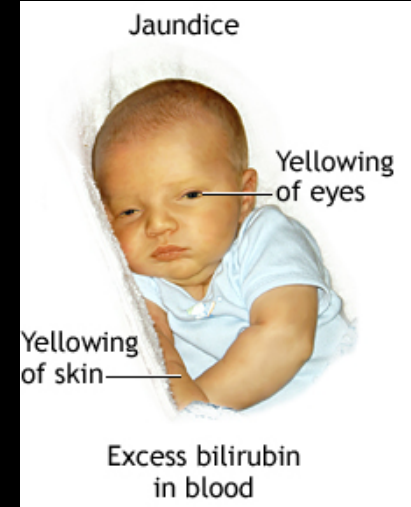 Jaundice
Yellowing
of eyes
Yellowing
of skin
Excess bilirubin
in blood